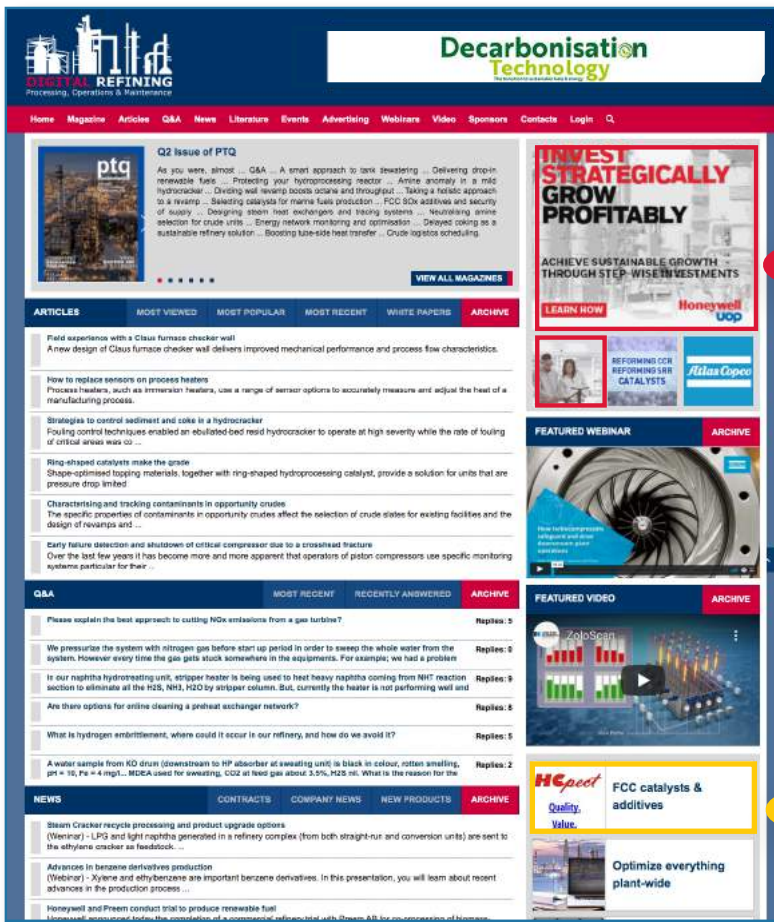 DIGITAL REFINING
Processing, Operations & Maintenance
Decarbonisation
Technology
Home Magazine Articles Q&A News Literature Events Advertising Webinars Video Sponsors Contacts Login
ptq
Q2 Issue of PTQ
As you were, almost ... Q&A ... A smart approach to tank dewatering ... Delivering drop-in
renewable fuels ... Protecting your hydroprocessing reactor ... Amine anomaly in a mild
hydrocracker ... Dividing wall revamp boosts octane and throughput ... Taking a holistic approach
to a revamp ... Selecting catalysts for marine fuels production ... FCC SOx additives and security
of supply ... Designing steam heat exchangers and tracing systems ... Neutralising amine
selection for crude units ... Energy network monitoring and optimisation ... Delayed coking as a
sustainable refinery solution ... Boosting tube-side heat transfer ... Crude logistics scheduling.
VIEW ALL MAGAZINES
ARTICLES MOST VIEWED MOST POPULAR MOST RECENT WHITE PAPERS ARCHIVE
Field experience with a Claus furnace checker wall
A new design of Claus furnace checker wall delivers improved mechanical performance and process flow characteristics.
How to replace sensors on process heaters
Process heaters, such as immersion heaters, use a range of sensor options to accurately measure and adjust the heat of a
manufacturing process.
Strategies to control sediment and coke in a hydrocracker
Fouling control techniques enabled an ebullated-bed resid hydrocracker to operate at high severity while the rate of fouling
of critical areas was co ...
Ring-shaped catalysts make the grade
Shape-optimised topping materials, together with ring-shaped hydroprocessing catalyst, provide a solution for units that are
pressure drop limited
Characterising and tracking contaminants in opportunity crudes
The specific properties of contaminants in opportunity crudes affect the selection of crude slates for existing facilities and the
design of revamps and ...
Early failure detection and shutdown of critical compressor due to a crosshead fracture
Over the last few years it has become more and more apparent that operators of piston compressors use specific monitoring
systems particular for their ...
Q&A MOST RECENT RECENTLY ANSWERED ARCHIVE
Please explain the best approach to cutting NOx emissions from a gas turbine? Replies: 5
We pressurize the system with nitrogen gas before start up period in order to sweep the whole water from the Replies: 0
system. However every time the gas gets stuck somewhere in the equipments. For example; we had a problem
In our naphtha hydrotreating unit, stripper heater is being used to heat heavy naphtha coming from NHT reaction Replies: 9
section to eliminate all the H2S, NH3, H2O by stripper column. But, currently the heater is not performing well and
Are there options for online cleaning a preheat exchanger network? Replies: 8
What is hydrogen embrittlement, where could it occur in our refinery, and how do we avoid it? Replies: 5
A water sample from KO drum (downstream to HP absorber at sweating unit) is black in colour, rotten smelling, Replies: 2
pH = 10, Fe = 4 mg/l... MDEA used for sweating, CO2 at feed gas about 3.5%, H2S nil. What is the reason for the
NEWS CONTRACTS COMPANY NEWS NEW PRODUCTS ARCHIVE
Steam Cracker recycle processing and product upgrade options
(Weninar) - LPG and light naphtha generated in a refinery complex (from both straight-run and conversion units) are sent to
the ethylene cracker as feedstock. ...
Advances in benzene derivatives production
(Webinar) - Xylene and ethylbenzene are important benzene derivatives. In this presentation, you will learn about recent
advances in the production process ...
Honeywell and Preem conduct trial to produce renewable fuel
Honeywell announced today the completion of a commercial refinery trial with Preem AB for co-processing of biomass-
INVEST
STRATEGICALLY
GROW
PROFITABLY
ACHIEVE SUSTAINABLE GROWTH
THROUGH STEP-WISE INVESTMENTS
LEARN HOW
Honeywell
UOP
REFORMING CCR
REFORMING SRR
CATALYSTS
Atlas Copco
FEATURED WEBINAR ARCHIVE
How turbocompressors
safeguard and drive
downstream plant
operations
FEATURED VIDEO ARCHIVE
ZoloScan
HCpect
Quality.
Value.
FCC catalysts &
additives
Optimize everything
plant-wide